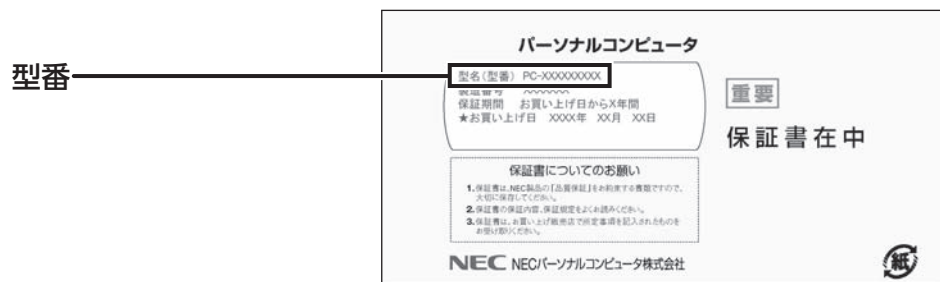 型番
パーソナルコンピュータ
型名(型番) PC-XXXXXXXXX
製造番号 XXXXXXX
保証期間 お買い上げ日からX年間
★お買い上げ日 XXXX年 XX月 XX日
重要
保証書在中
保証書についてのお願い
1.保証書は、NEC製品の「品質保証」をお約束する書類ですので、
大切に保存してください。
2.保証書の保証内容、保証規定をよくお読みください。
3.保証書は、お買い上げ販売店で所定事項を記入されたものを
お受け取りください。
NEC NECパーソナルコンピュータ株式会社
紙